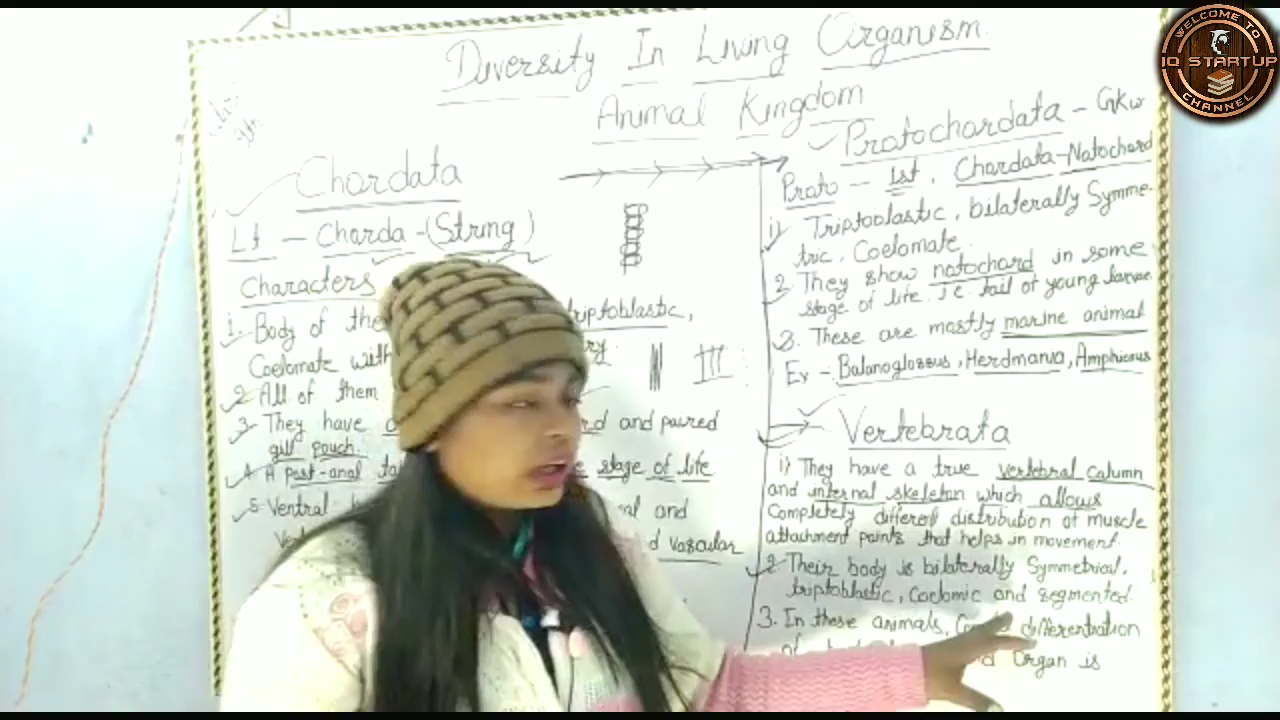 WELCOME TO
IQ STARTUP
CHANNEL
Diversity In Living Organism
Animal Kingdom
Chordata
Lt - Chorda - (String)
Characters
1. Body of the triptoblastic,
Coelomate with ry.
2. All of them
3. They have rd and paired
gill pouch.
4. A post-anal ta stage of life
5. Ventral and
d vascular
Protochordata - Gkw
Proto - 1st, Chordata-Notochord
i) Triptoblastic, bilaterally Symme-
tric, Coelomate.
2. They show notochord in some
stage of life. i.e. tail of young larvae
3. These are mostly marine animal
Ex - Balanoglossus, Herdmania, Amphioxus
Vertebrata
i) They have a true vertebral column
and internal skeleton which allows
Completely different distribution of muscle
attachment points that helps in movement.
2. Their body is bilaterally Symmetrical,
triptoblastic, Coelomic and segmented.
3. In these animals, differentiation
of Organ is